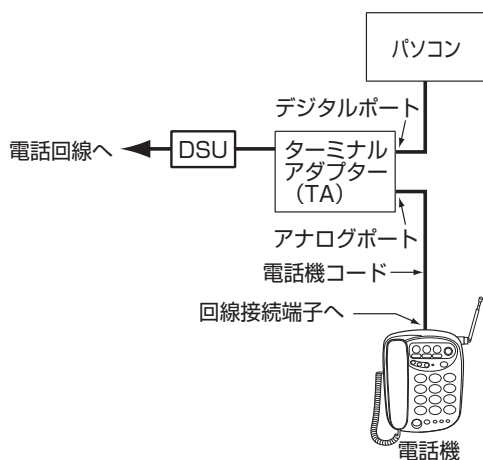 パソコン
デジタルポート
電話回線へ
DSU
ターミナル
アダプター
（TA）
アナログポート
電話機コード
回線接続端子へ
電話機